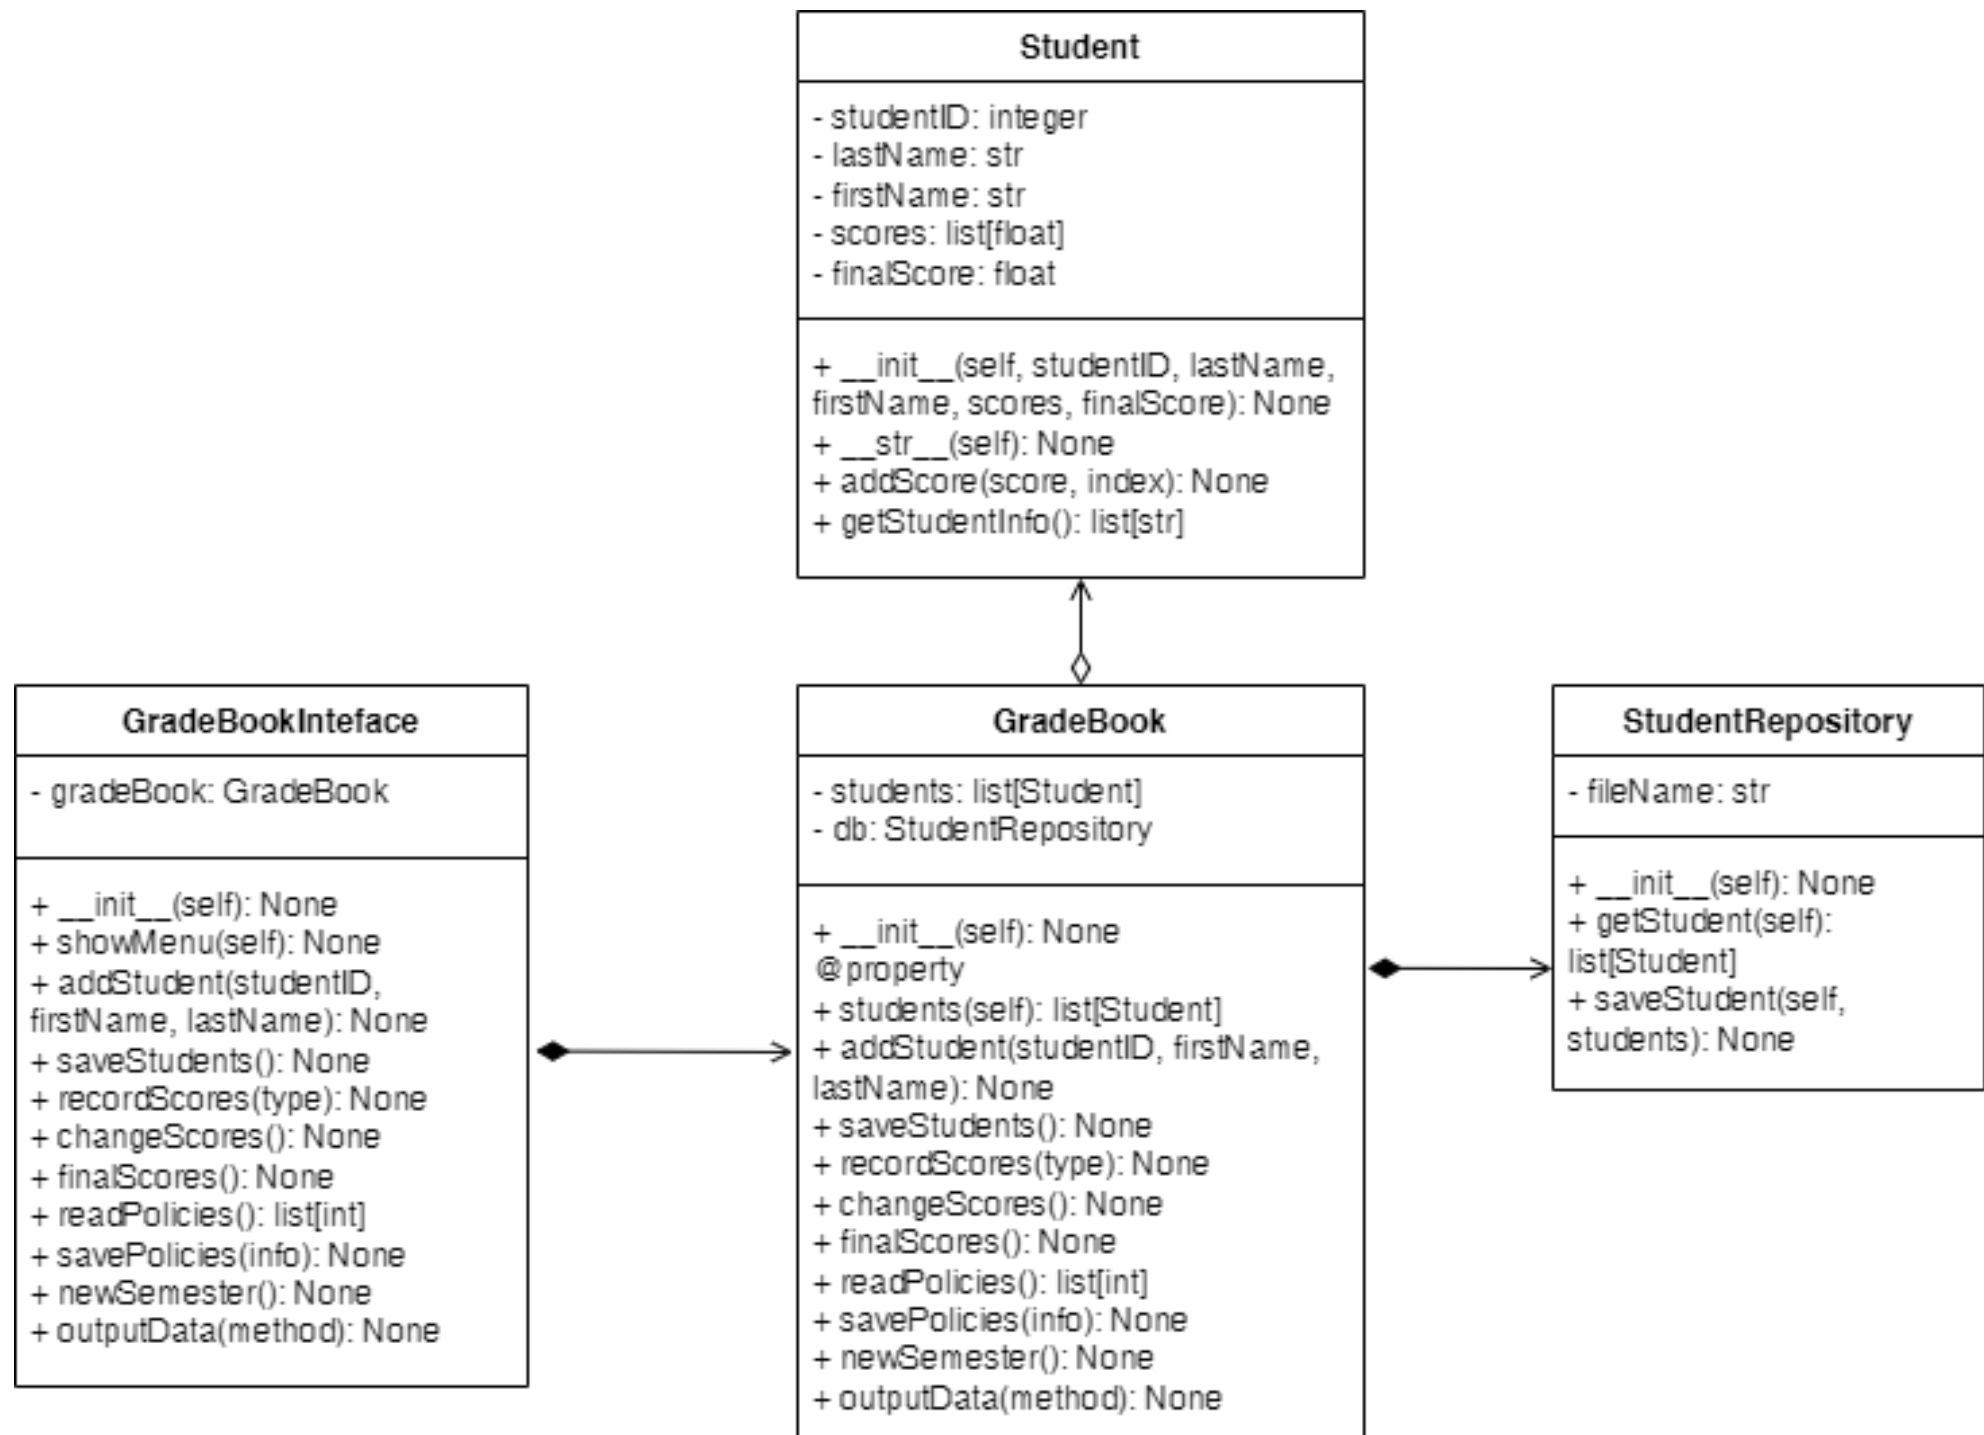 Student
- studentID: integer
- lastName: str
- firstName: str
- scores: list[float]
- finalScore: float
+ __init__(self, studentID, lastName,
firstName, scores, finalScore): None
+ __str__(self): None
+ addScore(score, index): None
+ getStudentInfo(): list[str]
GradeBookInteface
- gradeBook: GradeBook
+ __init__(self): None
+ showMenu(self): None
+ addStudent(studentID,
firstName, lastName): None
+ saveStudents(): None
+ recordScores(type): None
+ changeScores(): None
+ finalScores(): None
+ readPolicies(): list[int]
+ savePolicies(info): None
+ newSemester(): None
+ outputData(method): None
GradeBook
- students: list[Student]
- db: StudentRepository
+ __init__(self): None
@property
+ students(self): list[Student]
+ addStudent(studentID, firstName,
lastName): None
+ saveStudents(): None
+ recordScores(type): None
+ changeScores(): None
+ finalScores(): None
+ readPolicies(): list[int]
+ savePolicies(info): None
+ newSemester(): None
+ outputData(method): None
StudentRepository
- fileName: str
+ __init__(self): None
+ getStudent(self):
list[Student]
+ saveStudent(self,
students): None